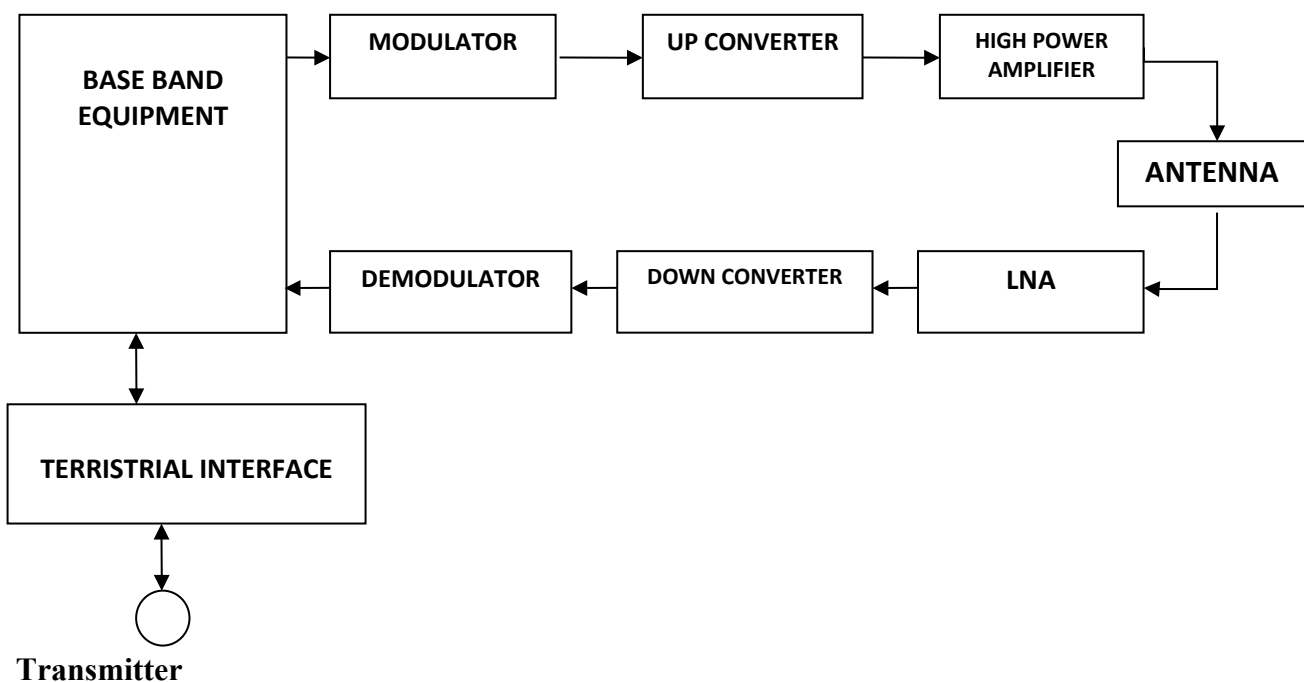 BASE BAND
EQUIPMENT
MODULATOR
UP CONVERTER
HIGH POWER
AMPLIFIER
ANTENNA
DEMODULATOR
DOWN CONVERTER
LNA
TERRISTRIAL INTERFACE
Transmitter